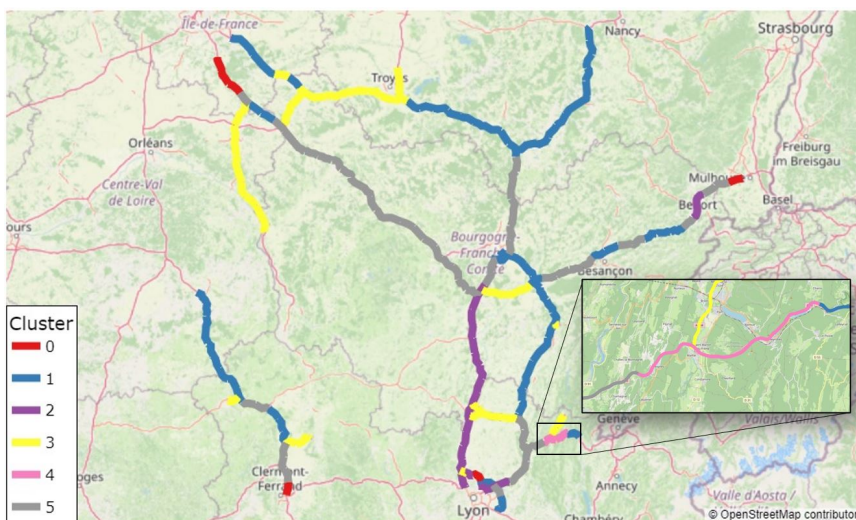 Île-de-France
Nancy
Strasbourg
Troyes
Orléans
Freiburg
im Breisgau
Centre-Val
de Loire
Mulhou
Belfort
Basel
ours
Bourgogne-
Franche-
Comté
Besançon
Cluster
0
1
2
3
4
5
Genève
Valais/Wallis
Clermont-
Ferrand
oges
Annecy
Lyon
Valle d'Aosta /
Chambéry
© OpenStreetMap contributor